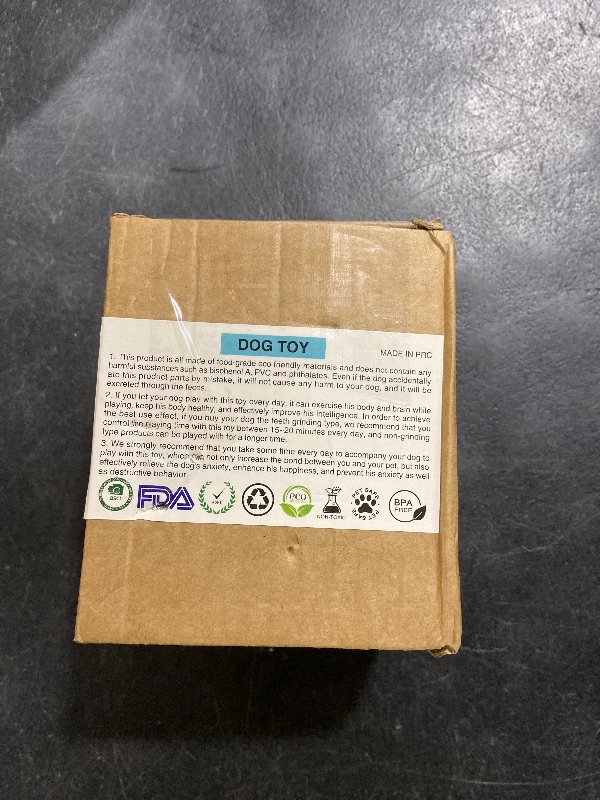 DOG TOY
MADE IN PRC
1. This product is all made of food-grade eco friendly materials and does not contain any
harmful substances such as bisphenol A, PVC and phthalates. Even if the dog accidentally
ate this product parts by mistake, it will not cause any harm to your dog, and it will be
excreted through the feces.
2. If you let your dog play with this toy every day, it can exercise his body and brain while
playing, keep his body healthy, and effectively improve his intelligence. In order to achieve
the best use effect, if you buy your dog the teeth grinding type, we recommend that you
control the playing time with this toy between 15-20 minutes every day, and non-grinding
type products can be played with for a longer time.
3. We strongly recommend that you take some time every day to accompany your dog to
play with this toy, which can not only increase the bond between you and your pet, but also
effectively relieve the dog's anxiety, enhance his happiness, and prevent his anxiety as well
as destructive behavior.
FDA
eco
NON-TOXIC
PET SAFE
PET SAFE
BPA
FREE